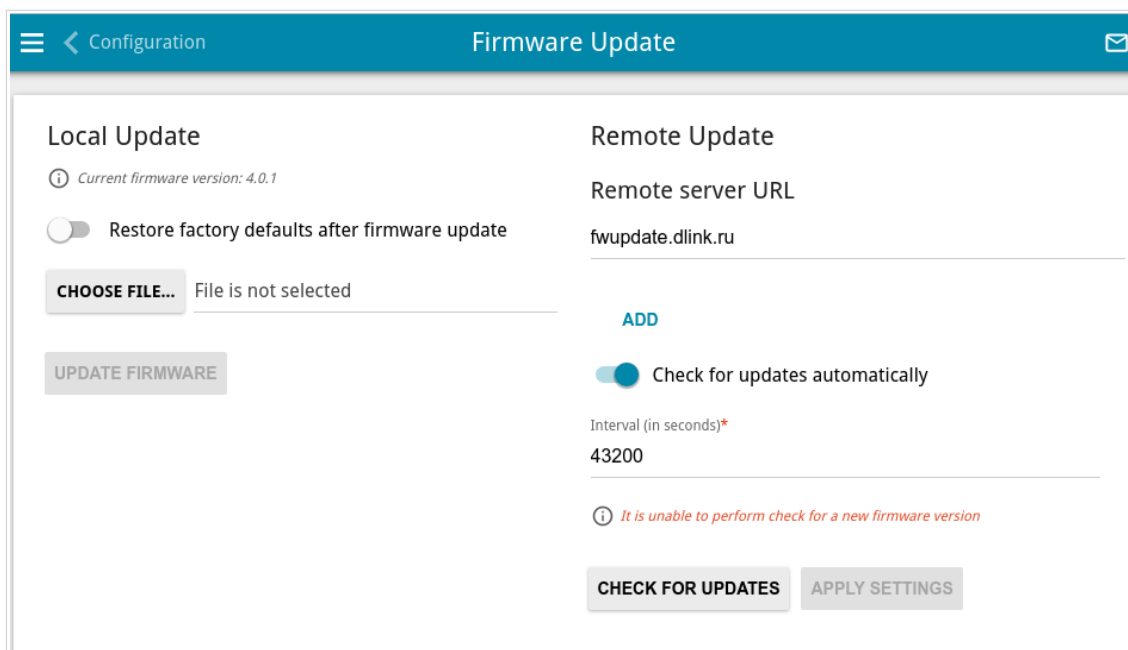 Configuration
Firmware Update
Local Update
Current firmware version: 4.0.1
Restore factory defaults after firmware update
CHOOSE FILE... File is not selected
UPDATE FIRMWARE
Remote Update
Remote server URL
fwupdate.dlink.ru
ADD
Check for updates automatically
Interval (in seconds)*
43200
It is unable to perform check for a new firmware version
CHECK FOR UPDATES APPLY SETTINGS